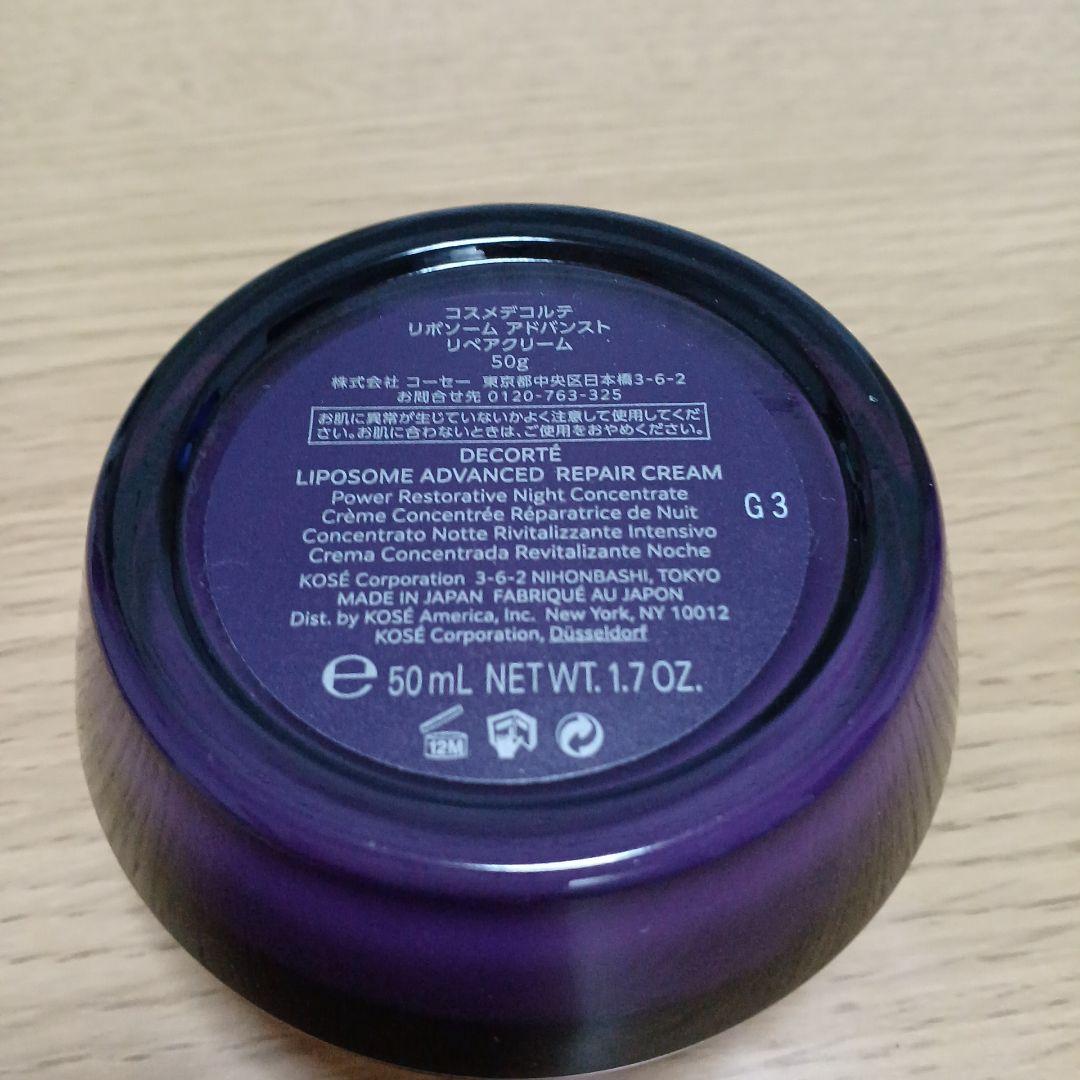 コスメデコルテ
リポソーム アドバンスト
リペアクリーム
50g
株式会社 コーセー 東京都中央区日本橋3-6-2
お問合せ先 0120-763-325
お肌に異常が生じていないかよく注意して使用してくだ
さい。お肌に合わないときは、ご使用をおやめください。
DECORTÉ
LIPOSOME ADVANCED REPAIR CREAM
Power Restorative Night Concentrate
Crème Concentrée Réparatrice de Nuit
Concentrato Notte Rivitalizzante Intensivo
Crema Concentrada Revitalizante Noche
G3
KOSÉ Corporation 3-6-2 NIHONBASHI, TOKYO
MADE IN JAPAN FABRIQUÉ AU JAPON
Dist. by KOSÉ America, Inc. New York, NY 10012
KOSÉ Corporation, Düsseldorf
℮ 50 mL NET WT. 1.7 OZ.
12M